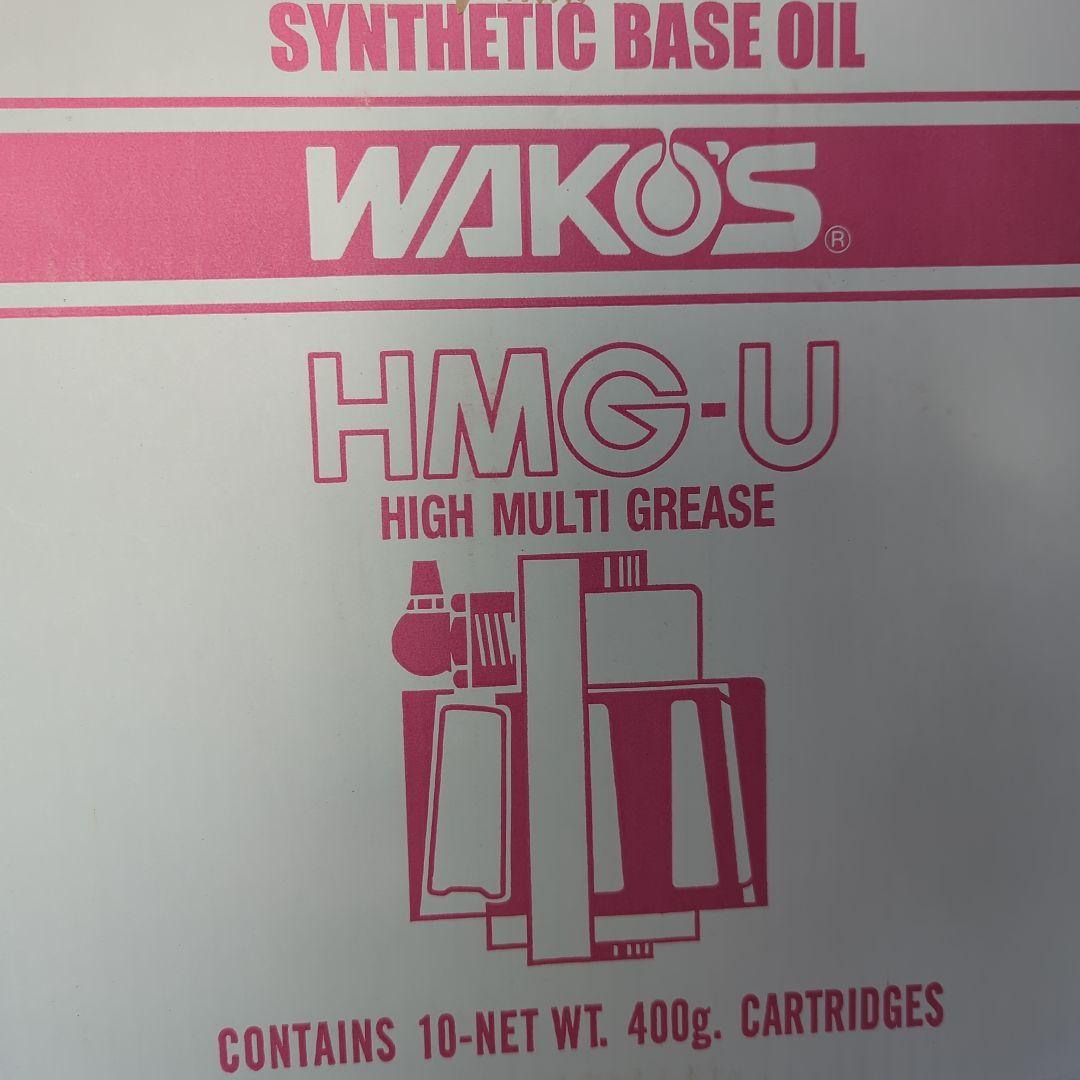 SYNTHETIC BASE OIL
WAKO'S®
HMG-U
HIGH MULTI GREASE
CONTAINS 10-NET WT. 400g. CARTRIDGES